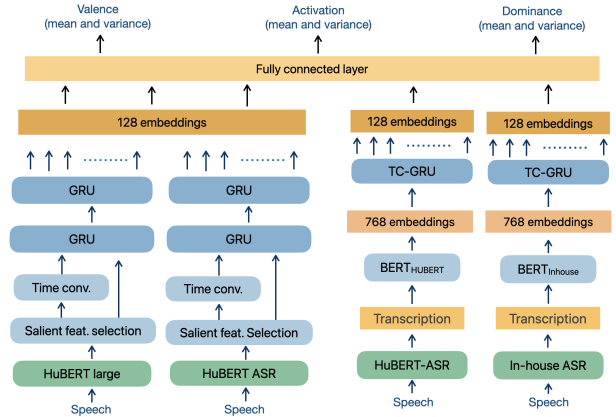 Valence
(mean and variance)
Activation
(mean and variance)
Dominance
(mean and variance)
Fully connected layer
128 embeddings
128 embeddings
128 embeddings
GRU
GRU
TC-GRU
TC-GRU
GRU
GRU
768 embeddings
768 embeddings
Time conv.
Time conv.
BERTHUBERT
BERTInhouse
Salient feat. selection
Salient feat. Selection
Transcription
Transcription
HuBERT large
HuBERT ASR
HuBERT-ASR
In-house ASR
Speech
Speech
Speech
Speech